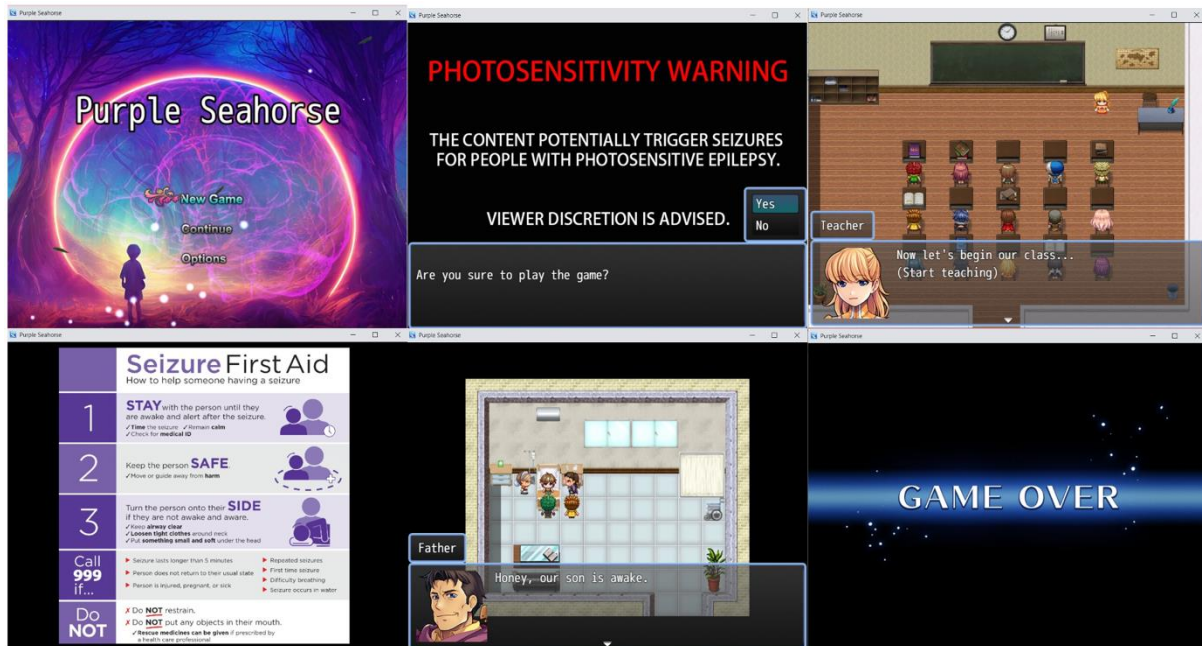 Purple Seahorse
Purple Seahorse
New Game
Continue
Options
Purple Seahorse
PHOTOSENSITIVITY WARNING
THE CONTENT POTENTIALLY TRIGGER SEIZURES
FOR PEOPLE WITH PHOTOSENSITIVE EPILEPSY.
VIEWER DISCRETION IS ADVISED.
Yes
No
Are you sure to play the game?
Purple Seahorse
Teacher
Now let's begin our class...
(Start teaching)
Purple Seahorse
Seizure First Aid
How to help someone having a seizure
1
STAY with the person until they
are awake and alert after the seizure.
✓Time the seizure ✓Remain calm
✓Check for medical ID
2
Keep the person SAFE.
✓Move or guide away from harm
3
Turn the person onto their SIDE
if they are not awake and aware.
✓Keep airway clear
✓Loosen tight clothes around neck
✓Put something small and soft under the head
Call
999
if...
Seizure lasts longer than 5 minutes
Person does not return to their usual state
Person is injured, pregnant, or sick
Repeated seizures
First time seizure
Difficulty breathing
Seizure occurs in water
Do
NOT
✗ Do NOT restrain.
✗ Do NOT put any objects in their mouth.
✓Rescue medicines can be given if prescribed by
a health care professional
Purple Seahorse
Father
Honey, our son is awake.
Purple Seahorse
GAME OVER